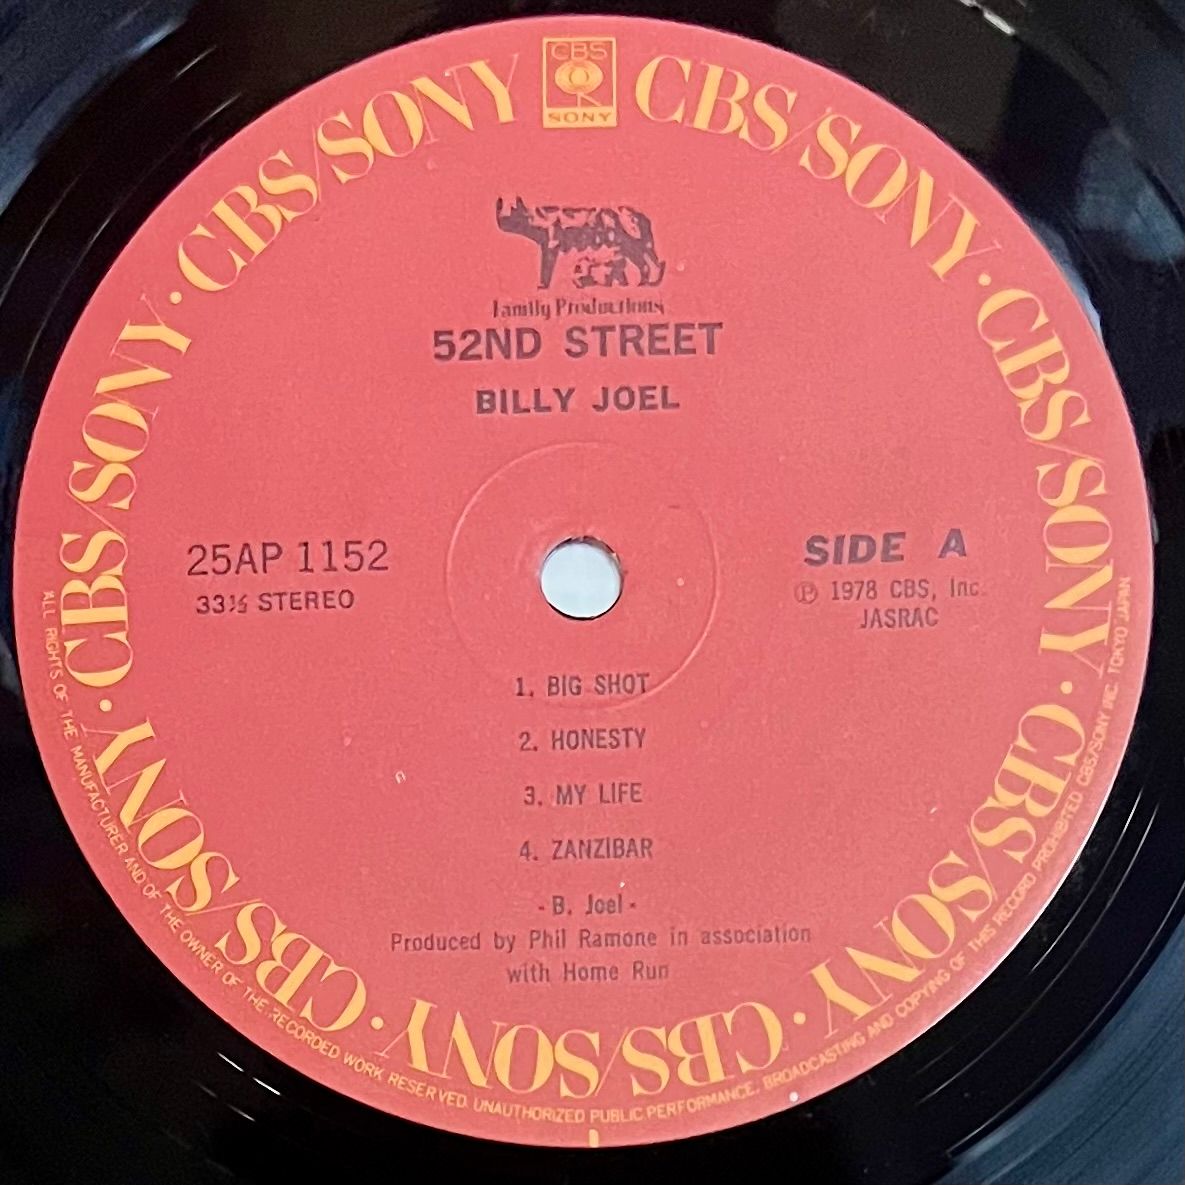 CBS
SONY
CBS/SONY · CBS/SONY · CBS/SONY · CBS/SONY · CBS/SONY · CBS/SONY · CBS/SONY
Family Productions
52ND STREET
BILLY JOEL
25AP 1152
33⅓ STEREO
SIDE A
Ⓟ 1978 CBS, Inc.
JASRAC
1. BIG SHOT
2. HONESTY
3. MY LIFE
4. ZANZIBAR
- B. Joel -
Produced by Phil Ramone in association
with Home Run
ALL RIGHTS OF THE MANUFACTURER AND OF THE OWNER OF THE RECORDED WORK RESERVED. UNAUTHORIZED PUBLIC PERFORMANCE, BROADCASTING AND COPYING OF THIS RECORD PROHIBITED CBS/SONY INC. TOKYO JAPAN